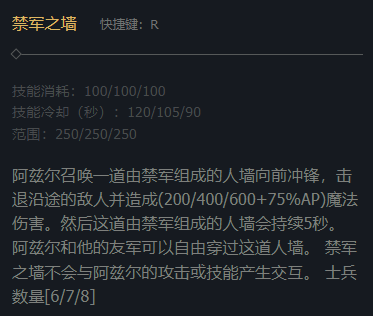 禁军之墙 快捷键：R
技能消耗：100/100/100
技能冷却（秒）：120/105/90
范围：250/250/250
阿兹尔召唤一道由禁军组成的人墙向前冲锋，击
退沿途的敌人并造成(200/400/600+75%AP)魔法
伤害。然后这道由禁军组成的人墙会持续5秒。
阿兹尔和他的友军可以自由穿过这道人墙。 禁军
之墙不会与阿兹尔的攻击或技能产生交互。 士兵
数量[6/7/8]